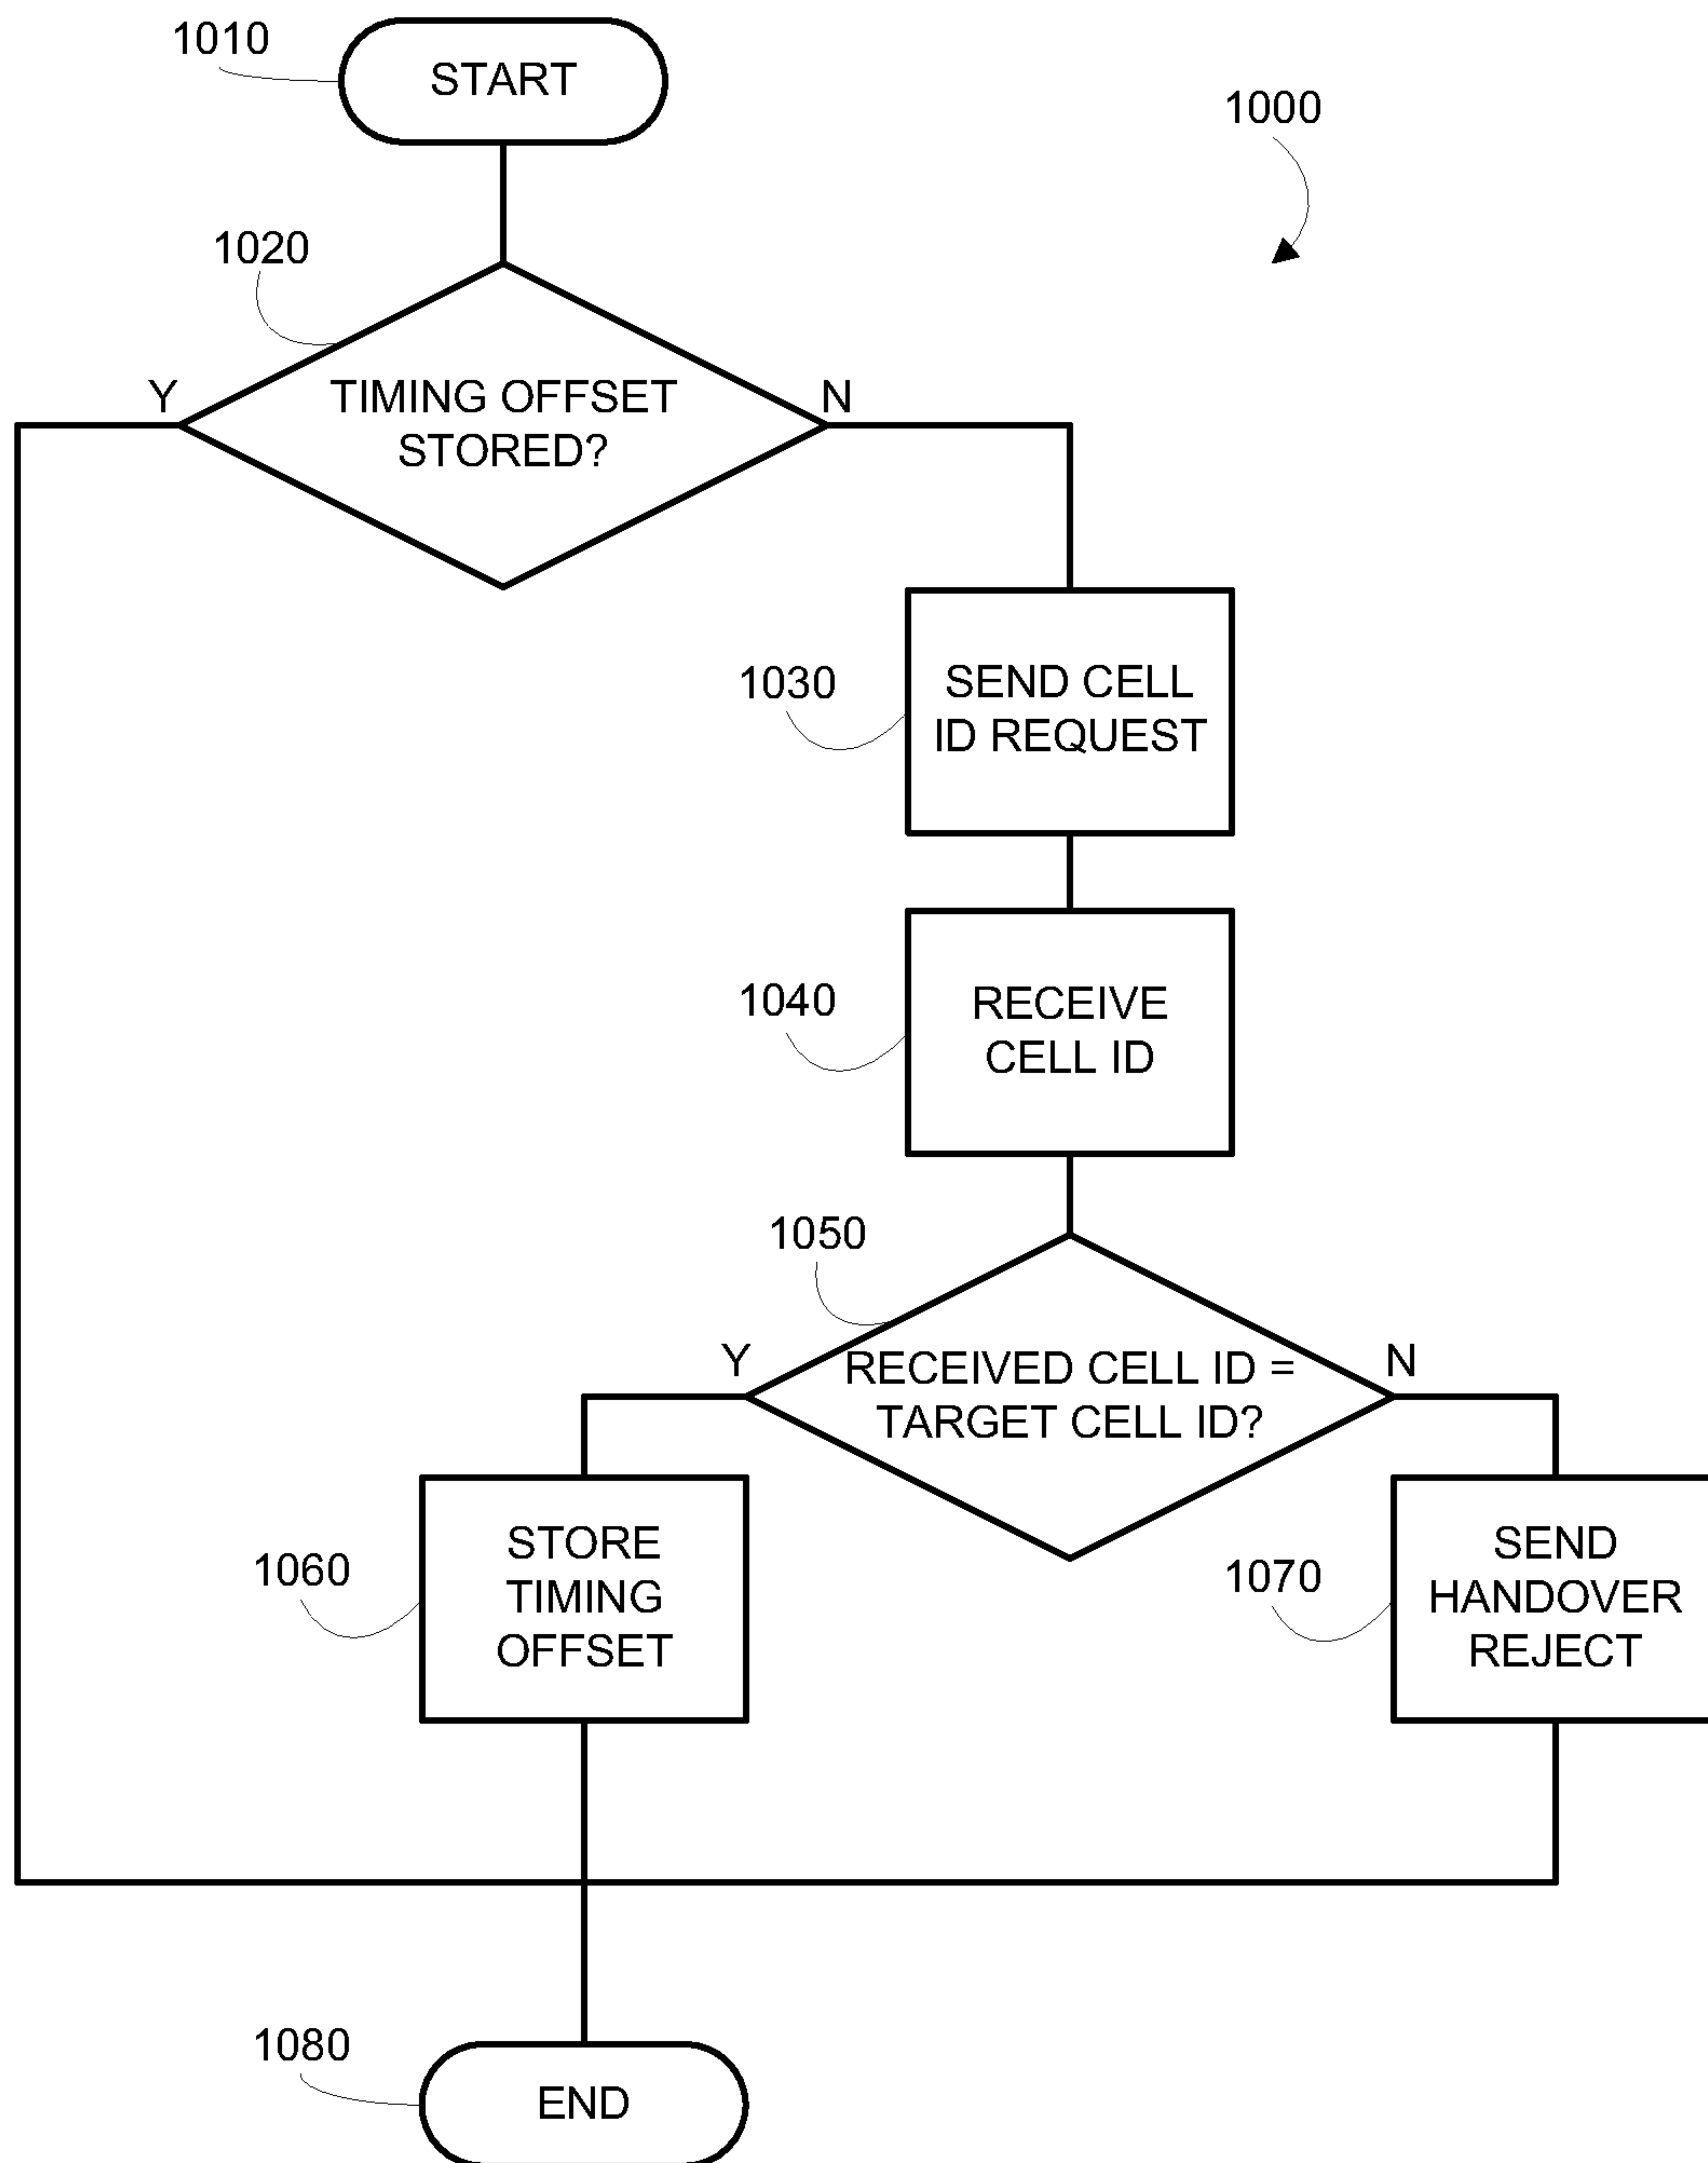 1010
START
1000
1020
Y
TIMING OFFSET
STORED?
N
1030
SEND CELL
ID REQUEST
1040
RECEIVE
CELL ID
1050
Y
RECEIVED CELL ID =
TARGET CELL ID?
N
1060
STORE
TIMING
OFFSET
1070
SEND
HANDOVER
REJECT
1080
END